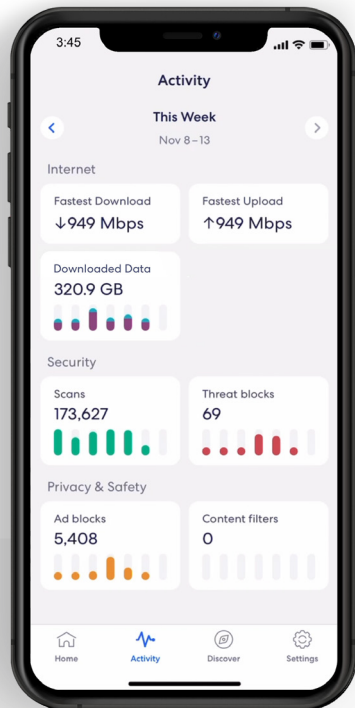 3:45
Activity
This Week
Nov 8–13
Internet
Fastest Download
↓949 Mbps
Fastest Upload
↑949 Mbps
Downloaded Data
320.9 GB
Security
Scans
173,627
Threat blocks
69
Privacy & Safety
Ad blocks
5,408
Content filters
0
Home
Activity
Discover
Settings